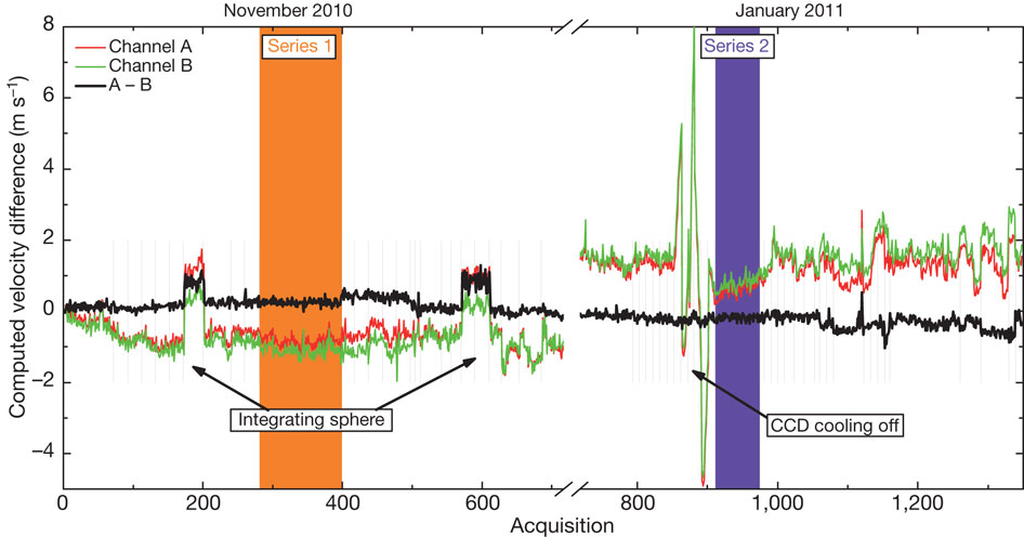 November 2010
January 2011
Channel A
Channel B
A – B
Series 1
Series 2
Computed velocity difference (m s⁻¹)
8
6
4
2
0
−2
−4
Integrating sphere
CCD cooling off
0
200
400
600
800
1,000
1,200
Acquisition